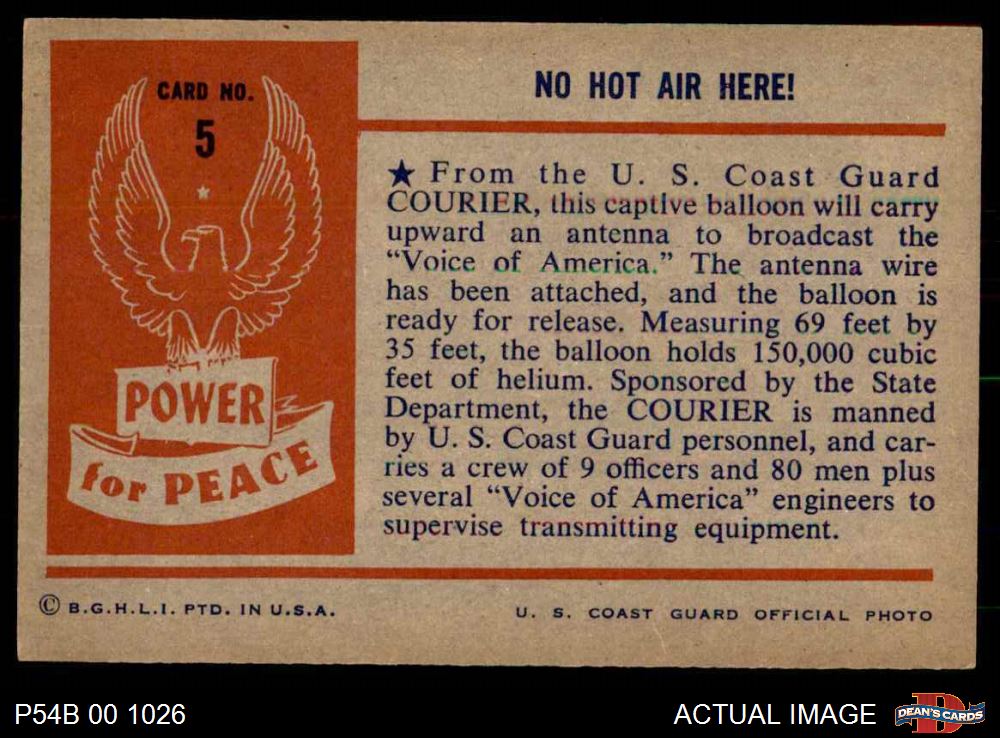 CARD NO.
5
POWER
for PEACE
NO HOT AIR HERE!
★ From the U. S. Coast Guard
COURIER, this captive balloon will carry
upward an antenna to broadcast the
“Voice of America.” The antenna wire
has been attached, and the balloon is
ready for release. Measuring 69 feet by
35 feet, the balloon holds 150,000 cubic
feet of helium. Sponsored by the State
Department, the COURIER is manned
by U. S. Coast Guard personnel, and car-
ries a crew of 9 officers and 80 men plus
several “Voice of America” engineers to
supervise transmitting equipment.
© B.G.H.L.I. PTD. IN U.S.A.
U. S. COAST GUARD OFFICIAL PHOTO
P54B 00 1026
ACTUAL IMAGE
DEAN'S CARDS